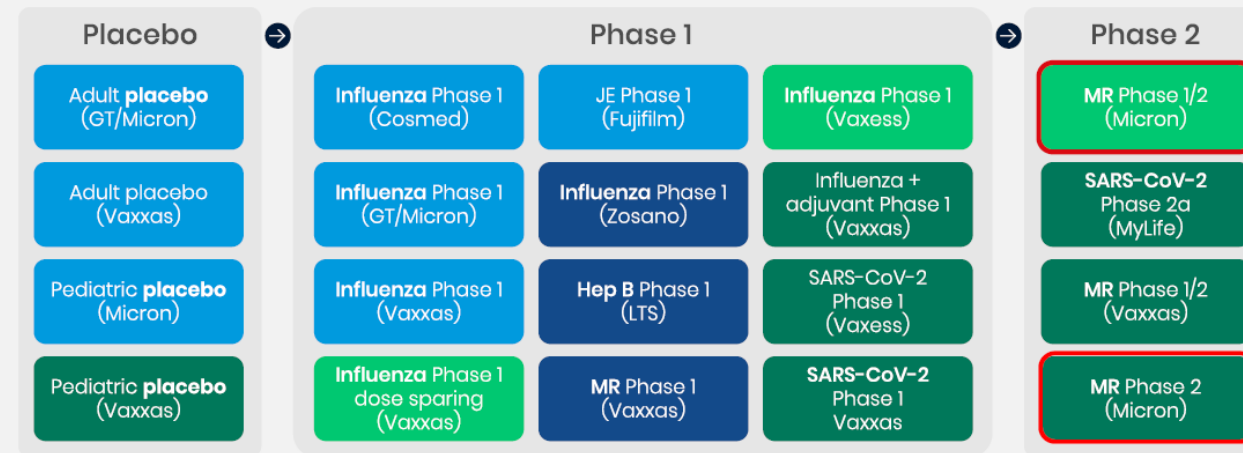 Placebo
Adult placebo
(GT/Micron)
Adult placebo
(Vaxxas)
Pediatric placebo
(Micron)
Pediatric placebo
(Vaxxas)
Phase 1
Influenza Phase 1
(Cosmed)
Influenza Phase 1
(GT/Micron)
Influenza Phase 1
(Vaxxas)
Influenza Phase 1
dose sparing
(Vaxxas)
JE Phase 1
(Fujifilm)
Influenza Phase 1
(Zosano)
Hep B Phase 1
(LTS)
MR Phase 1
(Vaxxas)
Influenza Phase 1
(Vaxess)
Influenza +
adjuvant Phase 1
(Vaxxas)
SARS-CoV-2
Phase 1
(Vaxess)
SARS-CoV-2
Phase 1
Vaxxas
Phase 2
MR Phase 1/2
(Micron)
SARS-CoV-2
Phase 2a
(MyLife)
MR Phase 1/2
(Vaxxas)
MR Phase 2
(Micron)